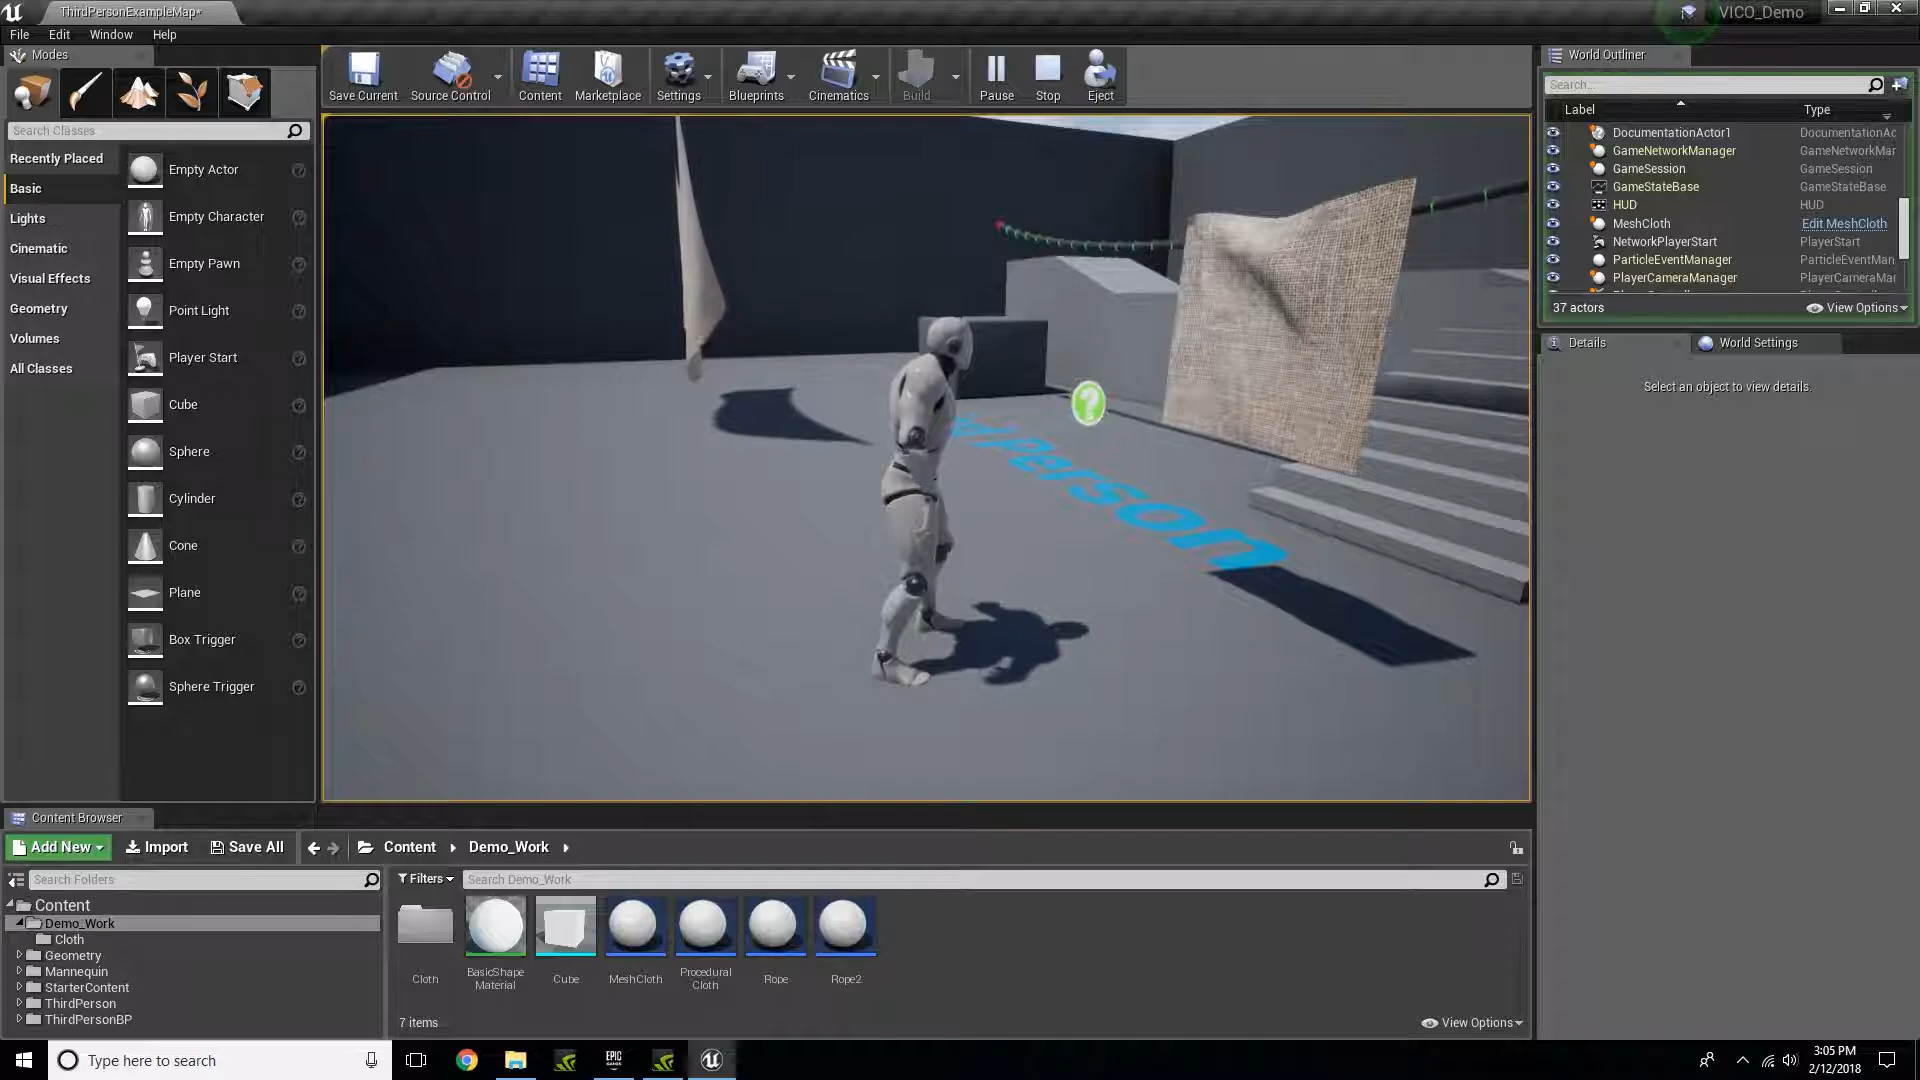 ThirdPersonExampleMap*
VICO_Demo
File Edit Window Help
Modes
Search Classes
Recently Placed
Basic
Lights
Cinematic
Visual Effects
Geometry
Volumes
All Classes
Empty Actor
Empty Character
Empty Pawn
Point Light
Player Start
Cube
Sphere
Cylinder
Cone
Plane
Box Trigger
Sphere Trigger
Save Current Source Control Content Marketplace Settings Blueprints Cinematics Build Pause Stop Eject
Person
?
World Outliner
Search...
Label Type
DocumentationActor1 DocumentationAc
GameNetworkManager GameNetworkMar
GameSession GameSession
GameStateBase GameStateBase
HUD HUD
MeshCloth Edit MeshCloth
NetworkPlayerStart PlayerStart
ParticleEventManager ParticleEventMan
PlayerCameraManager PlayerCameraMar
37 actors View Options
Details World Settings
Select an object to view details.
Content Browser
Add New Import Save All Content Demo_Work
Search Folders
Content
Demo_Work
Cloth
Geometry
Mannequin
StarterContent
ThirdPerson
ThirdPersonBP
Filters Search Demo_Work
Cloth
BasicShape
Material
Cube
MeshCloth
Procedural
Cloth
Rope
Rope2
7 items View Options
Type here to search
EPIC
GAMES
3:05 PM
2/12/2018